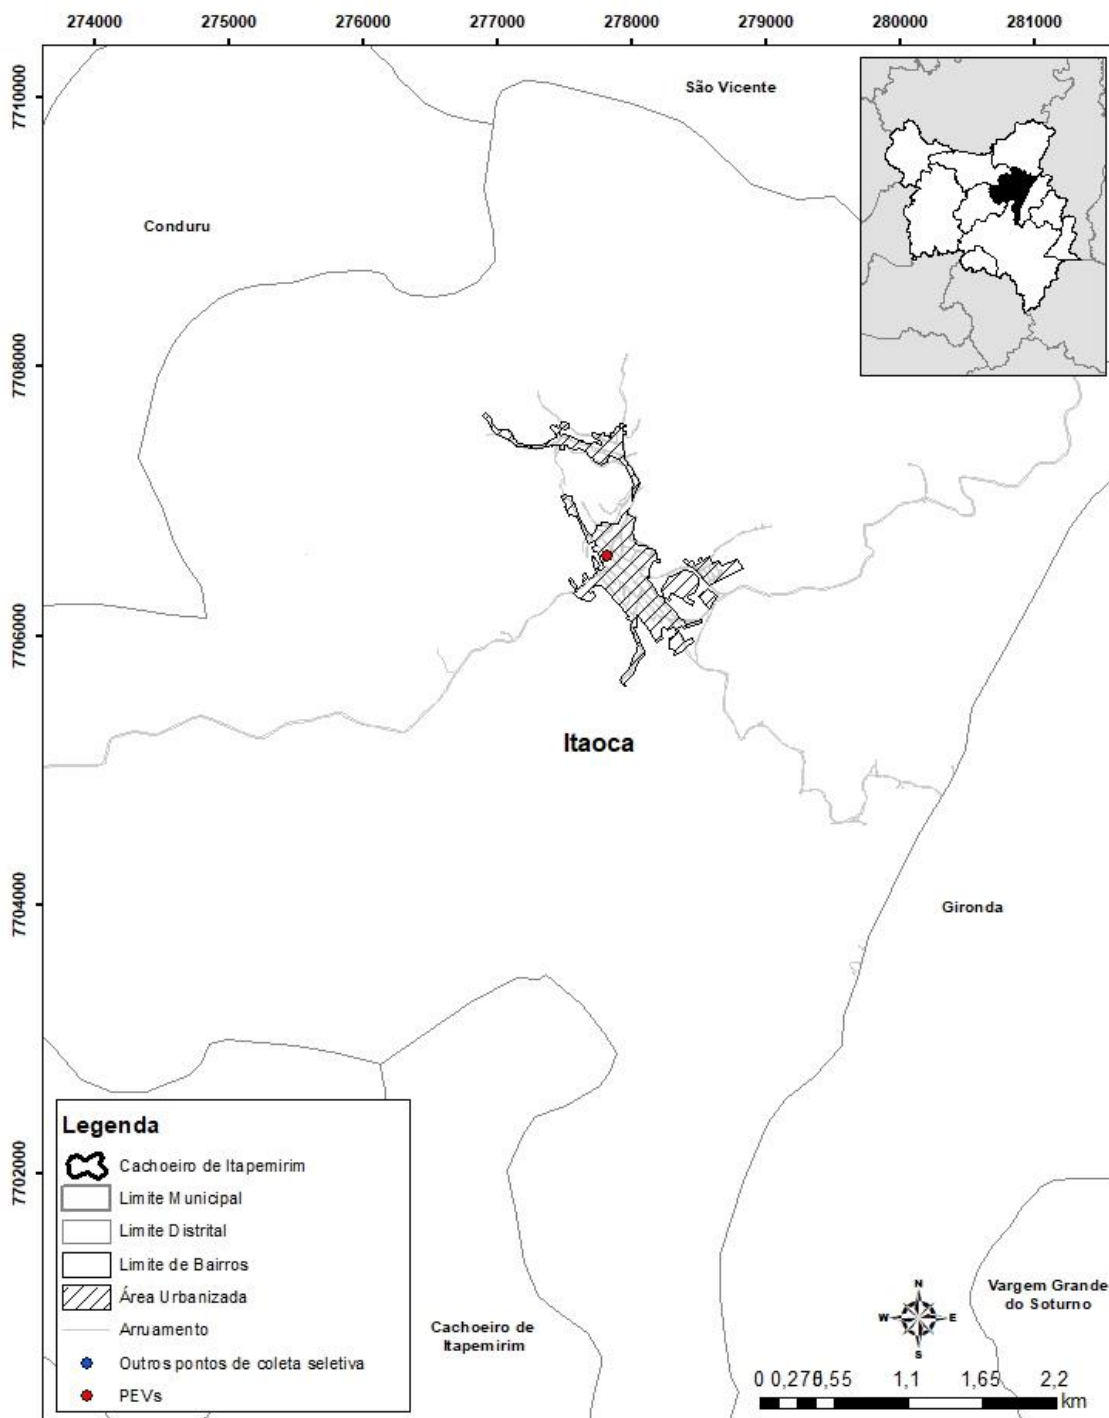 274000 275000 276000 277000 278000 279000 280000 281000
7710000
7708000
7706000
7704000
7702000
São Vicente
Conduru
Itaoca
Gironda
Vargem Grande
do Soturno
Cachoeiro de
Itapemirim
Legenda
Cachoeiro de Itapemirim
Limite Municipal
Limite Distrital
Limite de Bairros
Área Urbanizada
Arruamento
Outros pontos de coleta seletiva
PEVs
N
W E
S
0 0,275 0,55 1,1 1,65 2,2
km